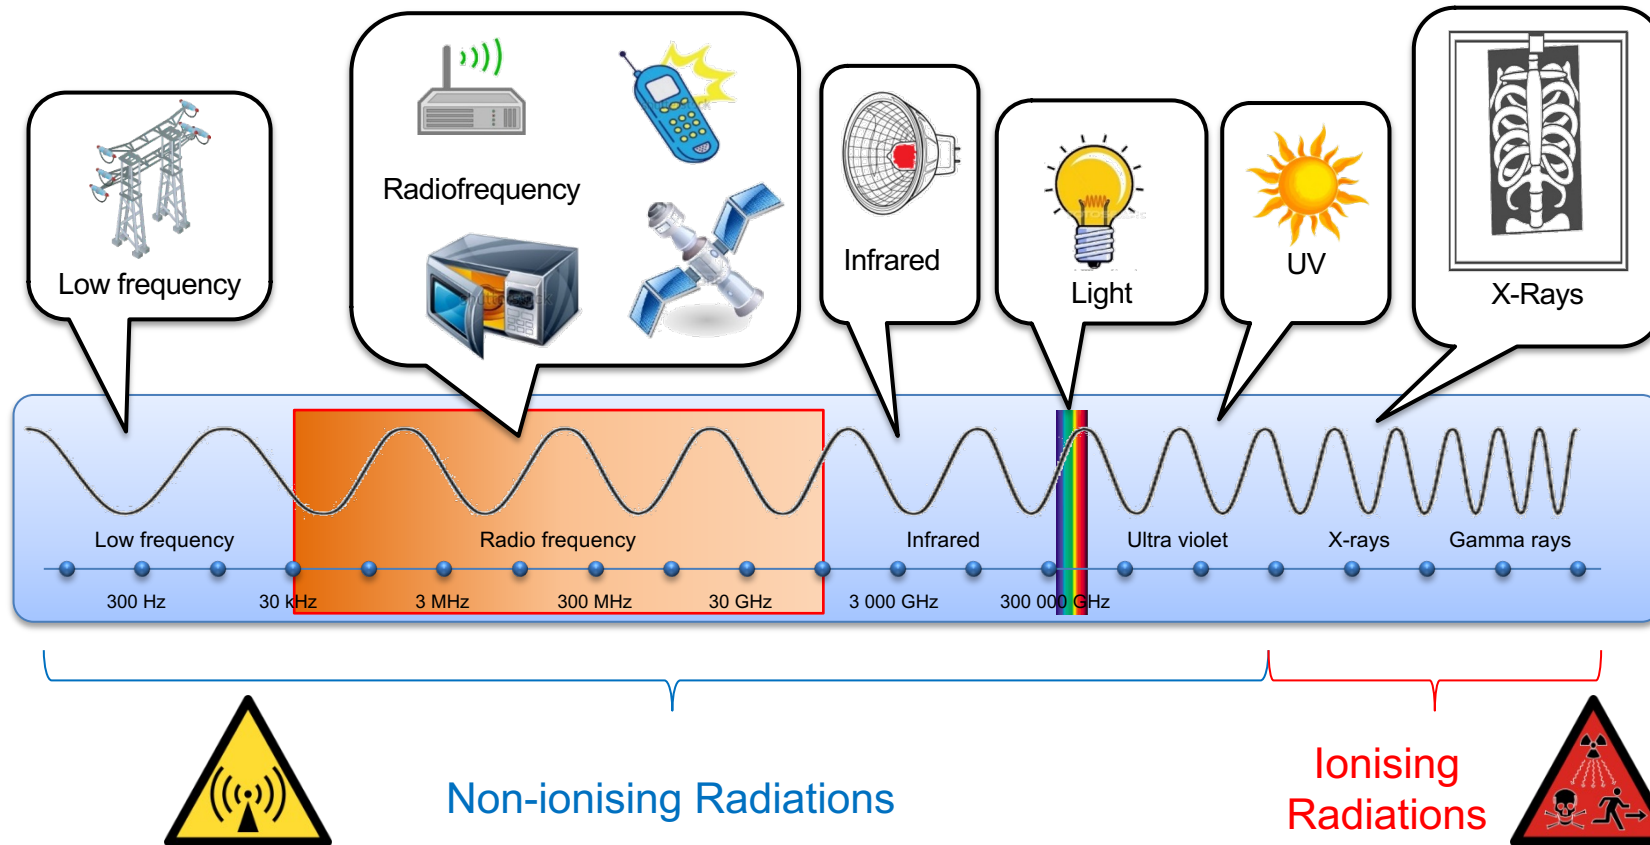 Low frequency
Radiofrequency
Infrared
Light
UV
X-Rays
Low frequency
Radio frequency
Infrared
Ultra violet
X-rays
Gamma rays
300 Hz
30 kHz
3 MHz
300 MHz
30 GHz
3 000 GHz
300 000 GHz
Non-ionising Radiations
Ionising
Radiations